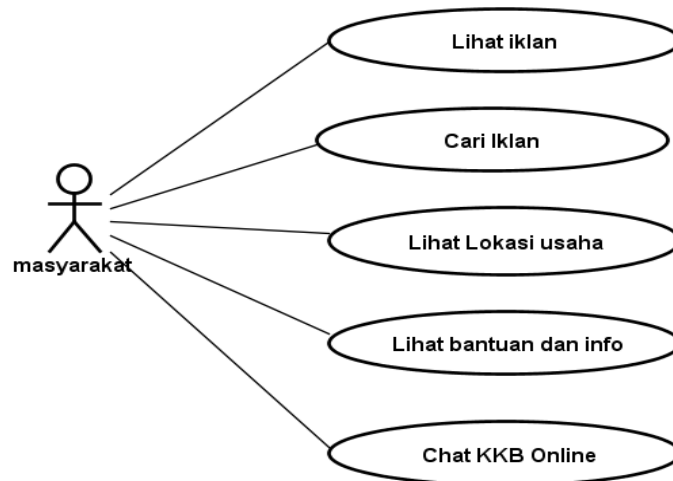 Lihat iklan
Cari Iklan
Lihat Lokasi usaha
masyarakat
Lihat bantuan dan info
Chat KKB Online